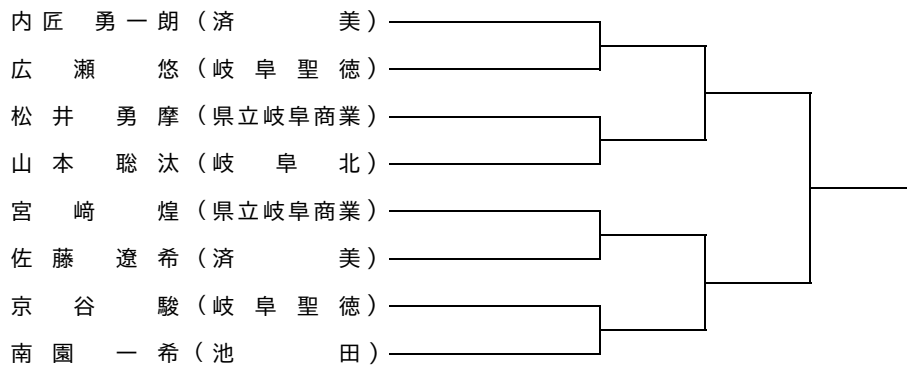 内匠 勇一朗（済 美）
広 瀬 悠（岐阜聖徳）
松井 勇摩（県立岐阜商業）
山本 聡汰（岐 阜 北）
宮 﨑 煌（県立岐阜商業）
佐藤 遼希（済 美）
京 谷 駿（岐阜聖徳）
南園 一希（池 田）